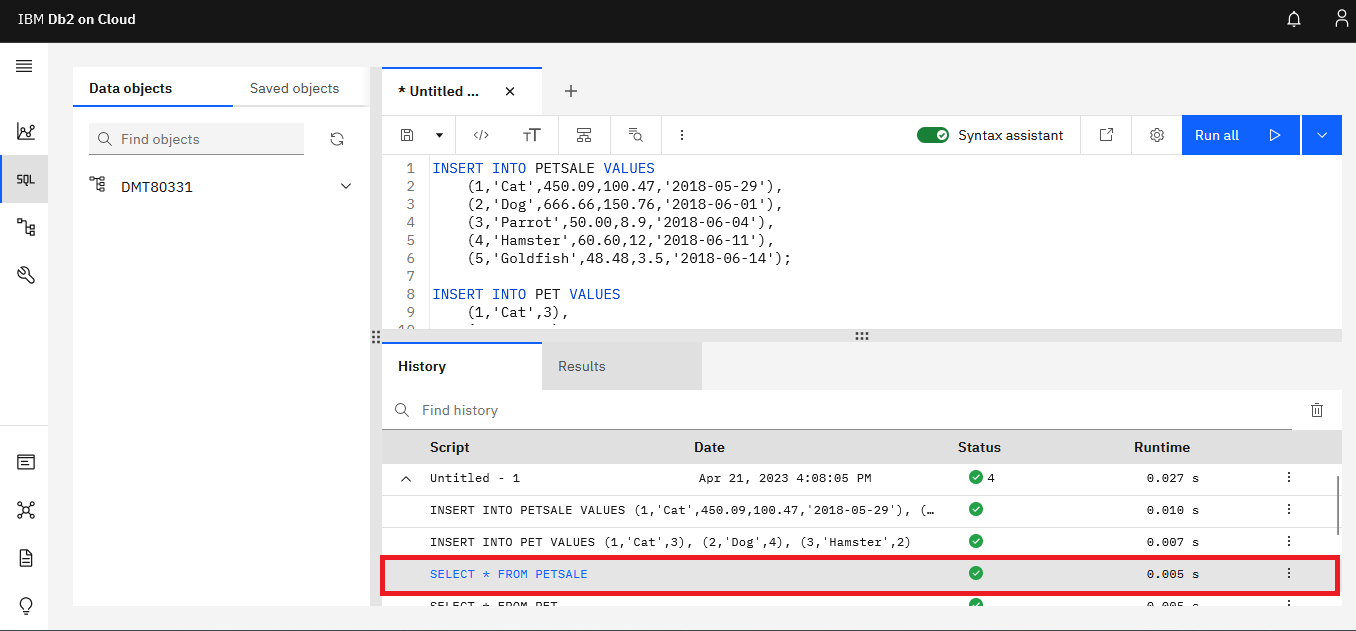 IBM Db2 on Cloud
Data objects
Saved objects
Find objects
DMT80331
SQL
* Untitled ...
Syntax assistant
Run all
1 INSERT INTO PETSALE VALUES
2 (1,'Cat',450.09,100.47,'2018-05-29'),
3 (2,'Dog',666.66,150.76,'2018-06-01'),
4 (3,'Parrot',50.00,8.9,'2018-06-04'),
5 (4,'Hamster',60.60,12,'2018-06-11'),
6 (5,'Goldfish',48.48,3.5,'2018-06-14');
7
8 INSERT INTO PET VALUES
9 (1,'Cat',3),
10
History
Results
Find history
Script Date Status Runtime
Untitled - 1 Apr 21, 2023 4:08:05 PM 4 0.027 s
INSERT INTO PETSALE VALUES (1,'Cat',450.09,100.47,'2018-05-29'), (… 0.010 s
INSERT INTO PET VALUES (1,'Cat',3), (2,'Dog',4), (3,'Hamster',2) 0.007 s
SELECT * FROM PETSALE 0.005 s
SELECT * FROM PET 0.005 s